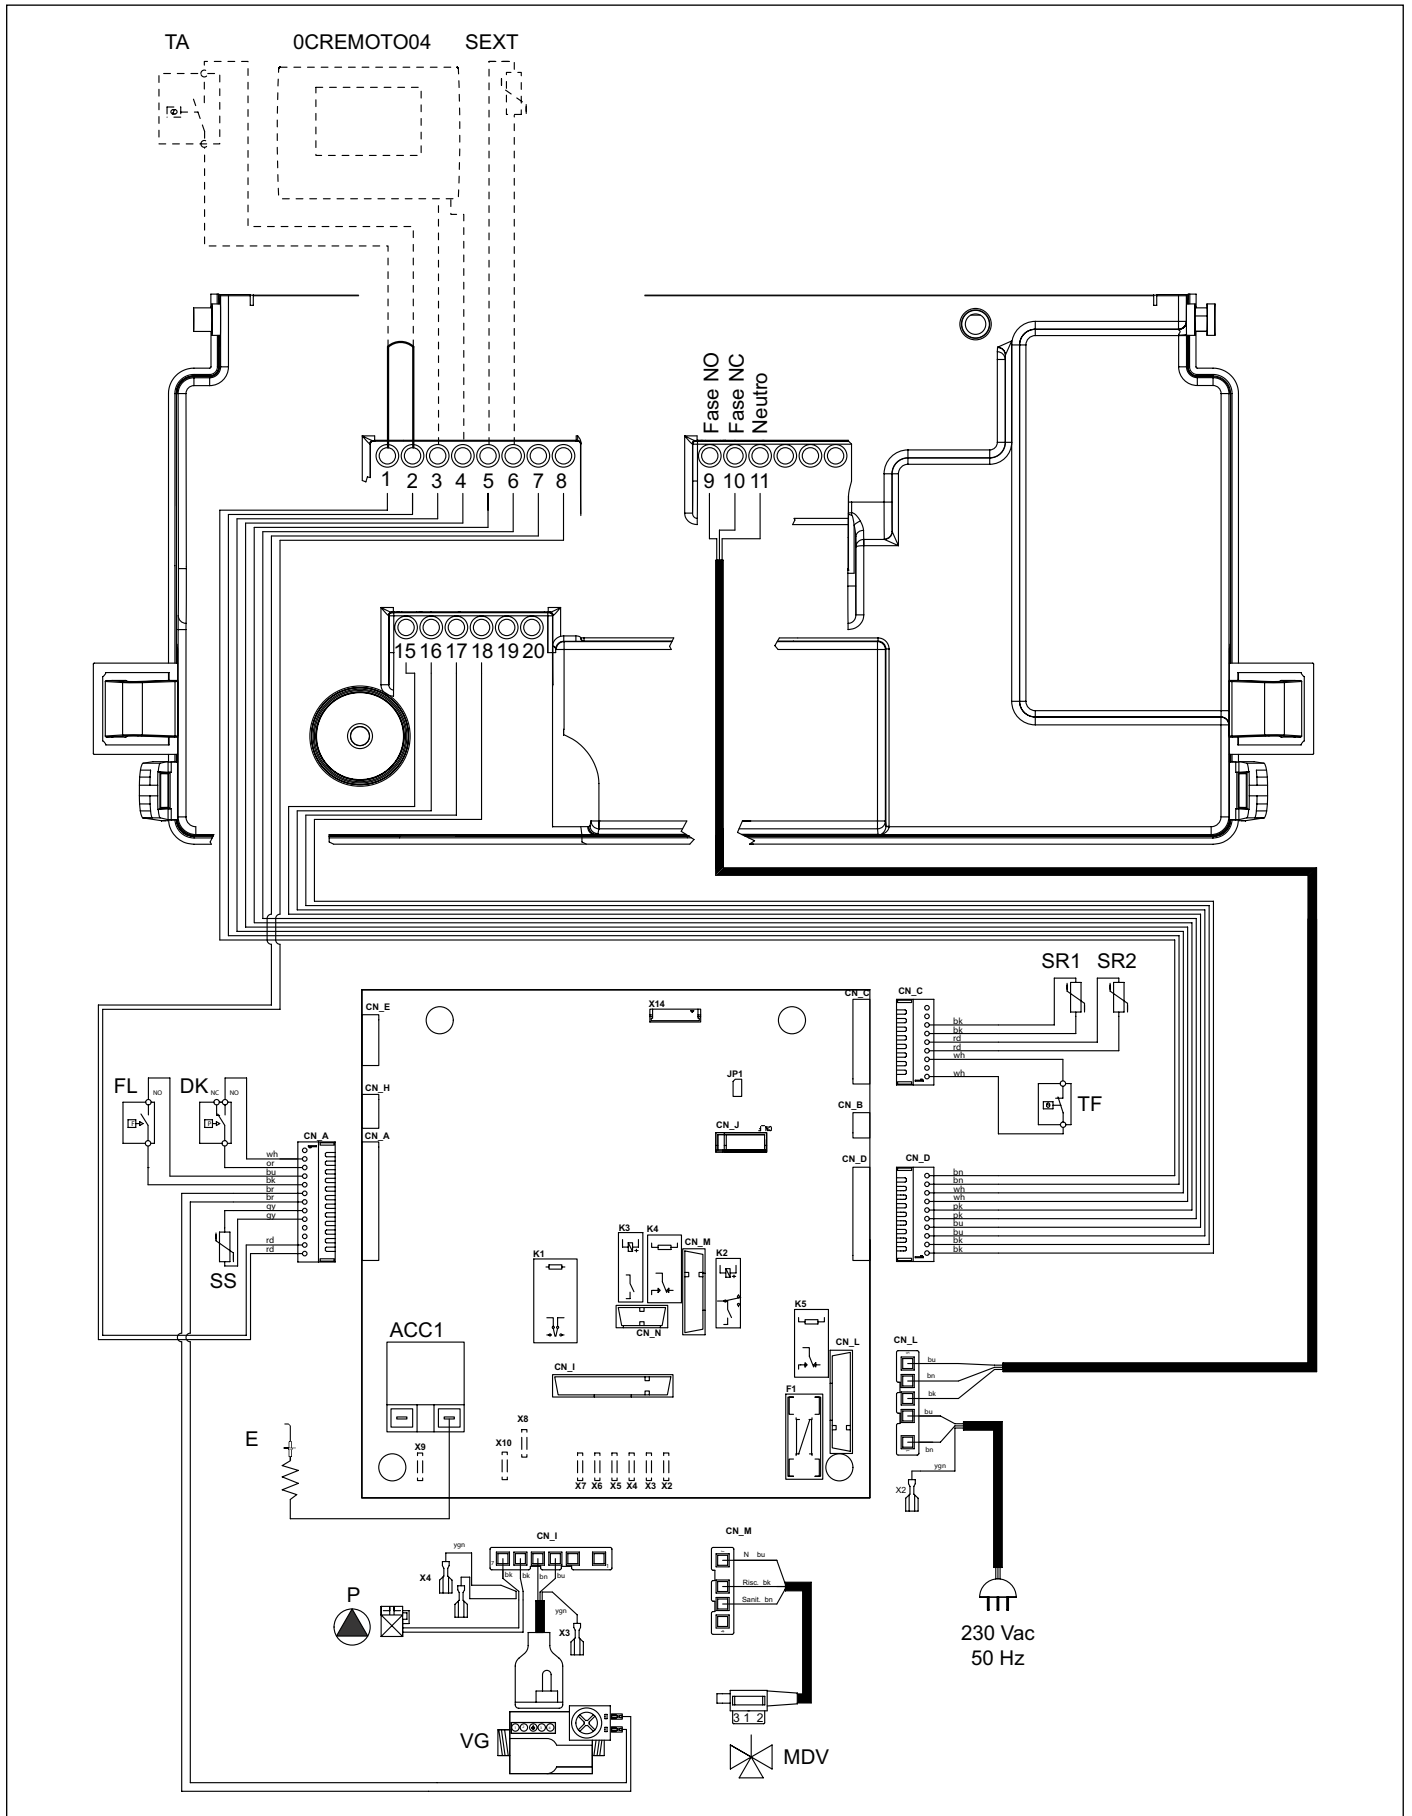 TA 0CREMOTO04 SEXT
Fase NO
Fase NC
Neutro
1 2 3 4 5 6 7 8
9 10 11
15 16 17 18 19 20
SR1 SR2
CN_E
X14
CN_C
CN_C
bk
bk
rd
rd
wh
wh
TF
JP1
CN_H
CN_B
CN_J
CN_A
CN_D
CN_D
bn
bn
wh
wh
pk
pk
bu
bu
bk
bk
FL
NO
DK
NC
NO
CN_A
wh
or
bu
bk
br
br
gy
gy
rd
rd
SS
K3
K4
CN_M
K2
K1
CN_N
K5
CN_L
CN_L
bu
bn
bk
bu
bn
ygn
X2
ACC1
CN_I
F1
E
X9
X10
X8
X7 X6 X5 X4 X3 X2
CN_I
ygn
X4
bk bk bn bu
ygn
X3
P
VG
CN_M
N bu
Risc. bk
Sanit. bn
3 1 2
MDV
230 Vac
50 Hz